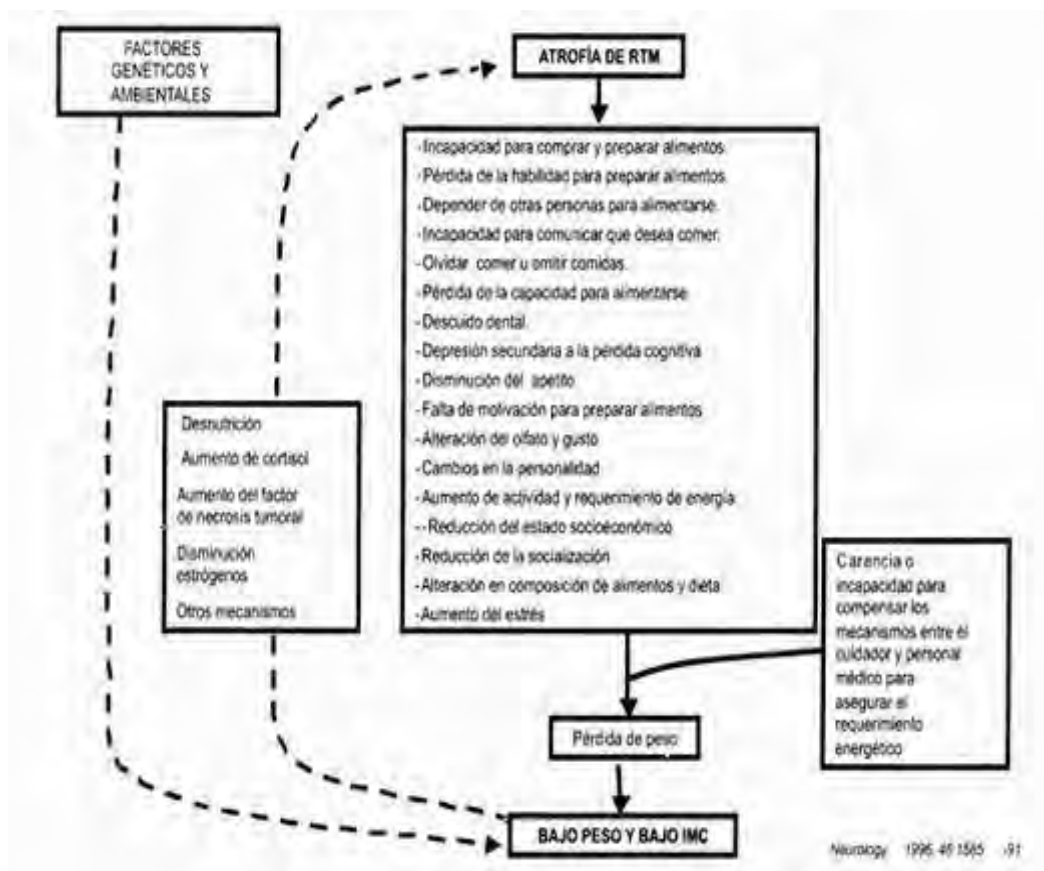 FACTORES
GENÉTICOS Y
AMBIENTALES
ATROFÍA DE RTM
-Incapacidad para comprar y preparar alimentos
-Pérdida de la habilidad para preparar alimentos
-Depender de otras personas para alimentarse.
-Incapacidad para comunicar que desea comer.
-Olvidar comer u omitir comidas.
-Pérdida de la capacidad para alimentarse
-Descuido dental.
-Depresión secundaria a la pérdida cognitiva
-Disminución del apetito
-Falta de motivación para preparar alimentos
-Alteración del olfato y gusto
-Cambios en la personalidad
-Aumento de actividad y requerimiento de energía
--Reducción del estado socioeconómico
-Reducción de la socialización
-Alteración en composición de alimentos y dieta
-Aumento del estrés
Desnutrición
Aumento de cortisol
Aumento del factor
de necrosis tumoral
Disminución
estrógenos
Otros mecanismos
Carencia o
incapacidad para
compensar los
mecanismos entre el
cuidador y personal
médico para
asegurar el
requerimiento
energético
Pérdida de peso
BAJO PESO Y BAJO IMC
Neurology 1996, 46 1585 -91